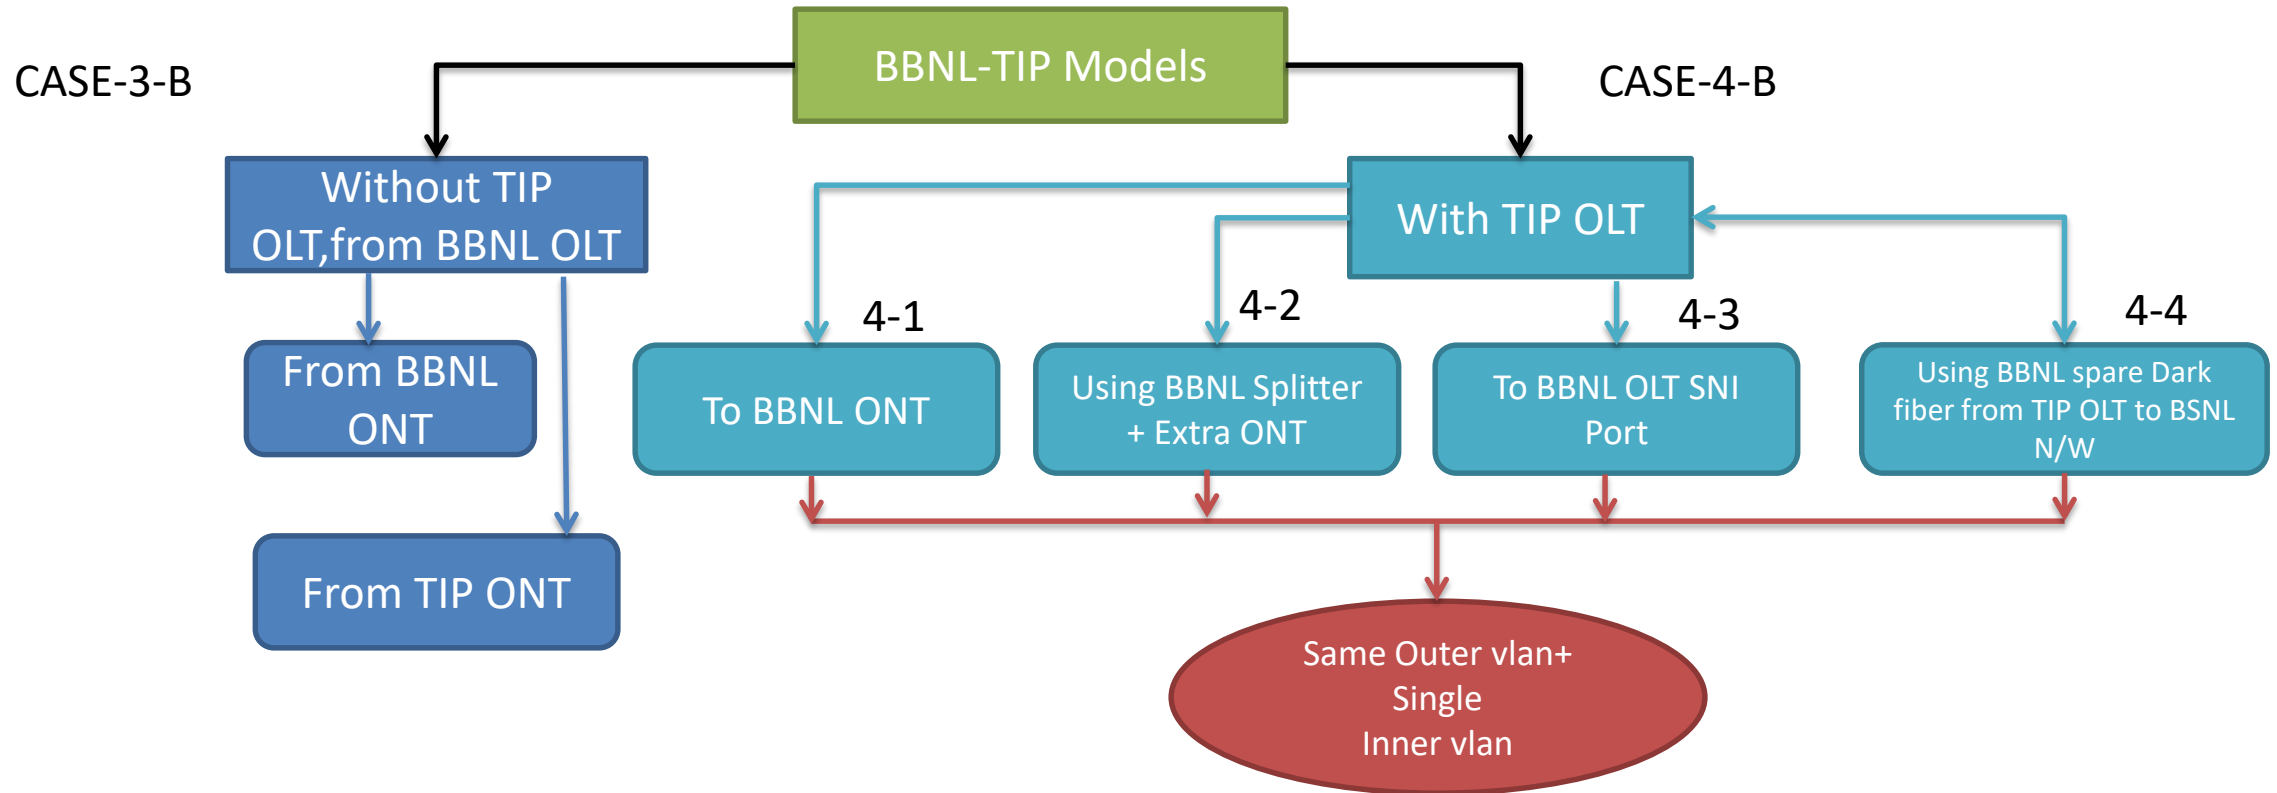 BBNL-TIP Models
CASE-3-B
CASE-4-B
Without TIP
OLT,from BBNL OLT
With TIP OLT
4-1
4-2
4-3
4-4
From BBNL
ONT
To BBNL ONT
Using BBNL Splitter
+ Extra ONT
To BBNL OLT SNI
Port
Using BBNL spare Dark
fiber from TIP OLT to BSNL
N/W
From TIP ONT
Same Outer vlan+
Single
Inner vlan